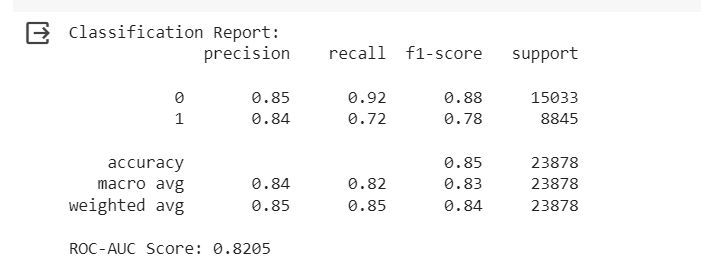 Classification Report:
precision recall f1-score support
0 0.85 0.92 0.88 15033
1 0.84 0.72 0.78 8845
accuracy 0.85 23878
macro avg 0.84 0.82 0.83 23878
weighted avg 0.85 0.85 0.84 23878
ROC-AUC Score: 0.8205